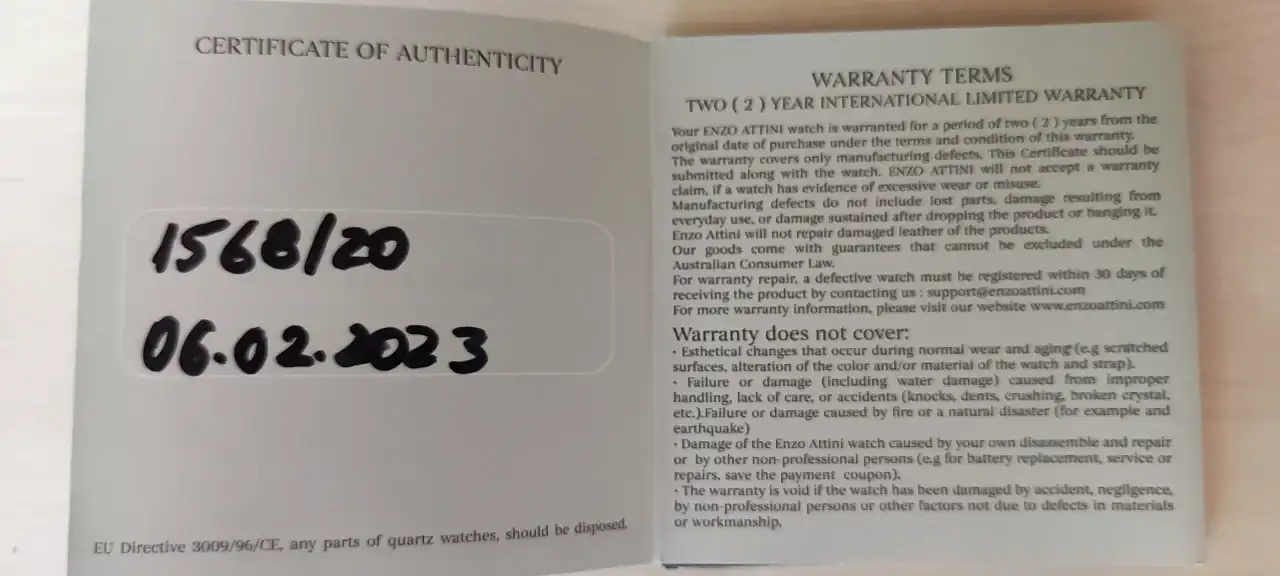 CERTIFICATE OF AUTHENTICITY
1568/20
06.02.2023
EU Directive 3009/96/CE, any parts of quartz watches, should be disposed.
WARRANTY TERMS
TWO ( 2 ) YEAR INTERNATIONAL LIMITED WARRANTY
Your ENZO ATTINI watch is warranted for a period of two ( 2 ) years from the
original date of purchase under the terms and condition of this warranty.
The warranty covers only manufacturing defects. This Certificate should be
submitted along with the watch. ENZO ATTINI will not accept a warranty
claim, if a watch has evidence of excessive wear or misuse.
Manufacturing defects do not include lost parts, damage resulting from
everyday use, or damage sustained after dropping the product or banging it.
Enzo Attini will not repair damaged leather of the products.
Our goods come with guarantees that cannot be excluded under the
Australian Consumer Law.
For warranty repair, a defective watch must be registered within 30 days of
receiving the product by contacting us : support@enzoattini.com
For more warranty information, please visit our website www.enzoattini.com
Warranty does not cover:
· Esthetical changes that occur during normal wear and aging (e.g scratched
surfaces, alteration of the color and/or material of the watch and strap).
· Failure or damage (including water damage) caused from improper
handling, lack of care, or accidents (knocks, dents, crushing, broken crystal,
etc.).Failure or damage caused by fire or a natural disaster (for example and
earthquake)
· Damage of the Enzo Attini watch caused by your own disassemble and repair
or by other non-professional persons (e.g for battery replacement, service or
repairs, save the payment coupon).
· The warranty is void if the watch has been damaged by accident, negligence,
by non-professional persons or other factors not due to defects in materials
or workmanship.